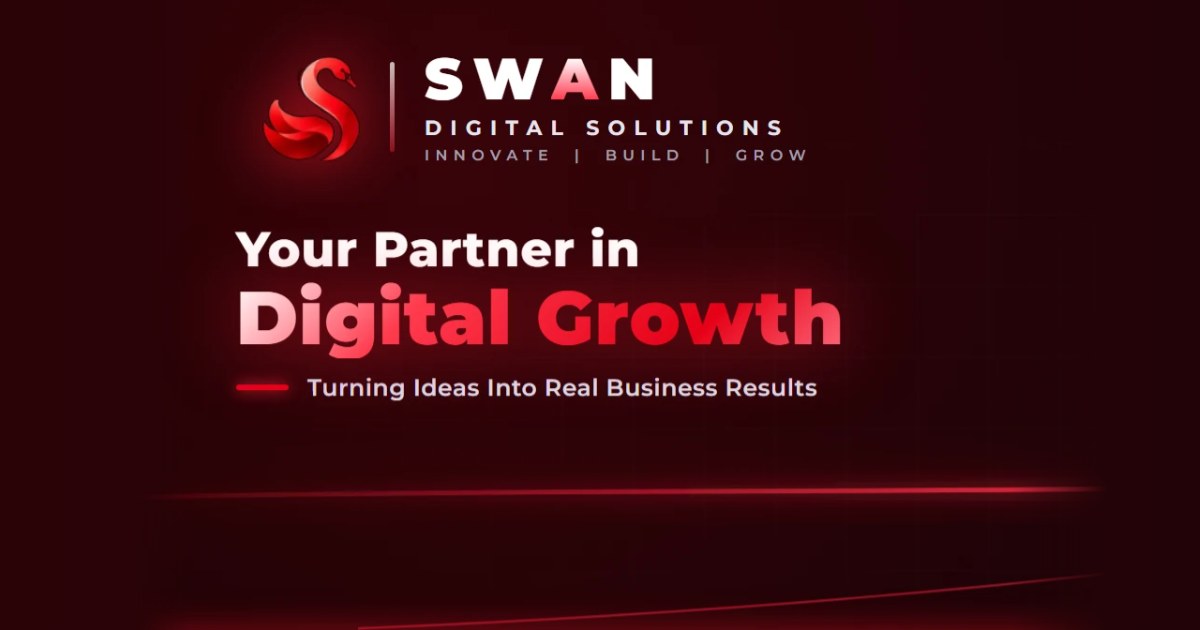 SWAN
DIGITAL SOLUTIONS
INNOVATE | BUILD | GROW
Your Partner in
Digital Growth
Turning Ideas Into Real Business Results